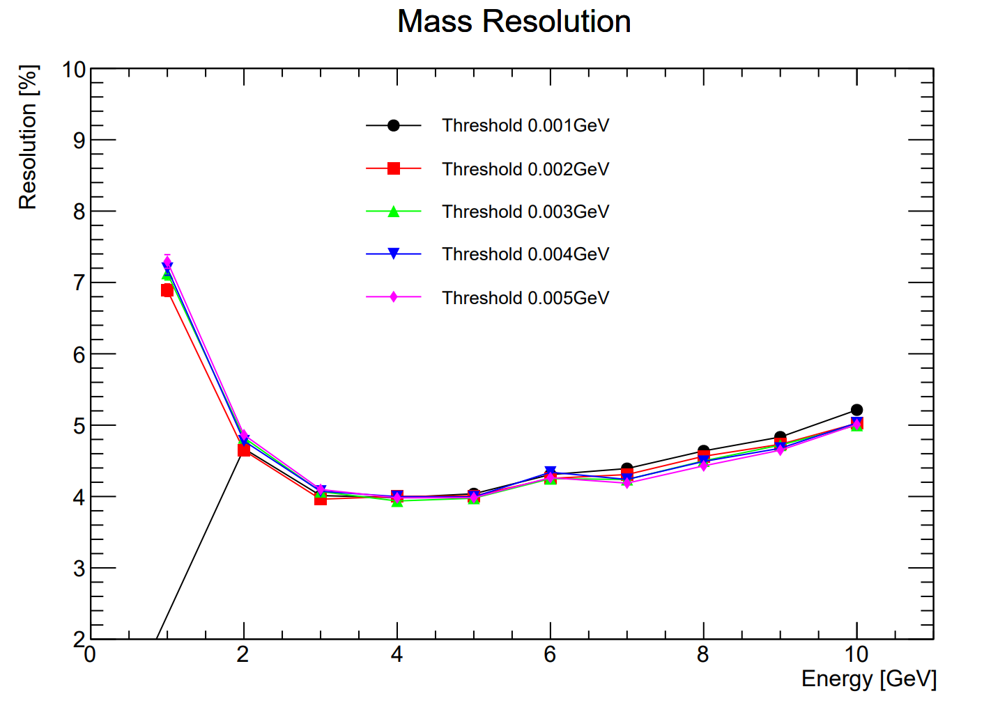 Mass Resolution
Resolution [%]
10
9
8
7
6
5
4
3
2
Threshold 0.001GeV
Threshold 0.002GeV
Threshold 0.003GeV
Threshold 0.004GeV
Threshold 0.005GeV
0 2 4 6 8 10
Energy [GeV]